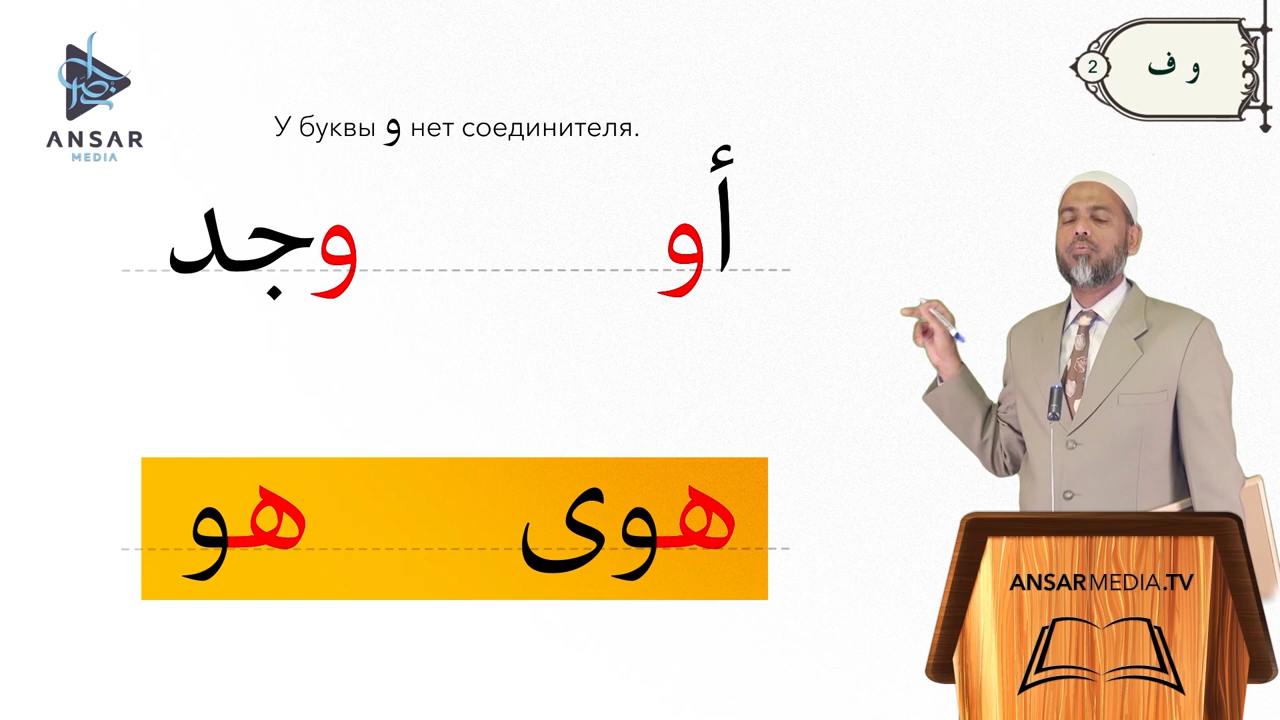 ANSAR
MEDIA
2
و ف
У буквы و нет соединителя.
أو
وجد
هوى
هو
ANSARMEDIA.TV